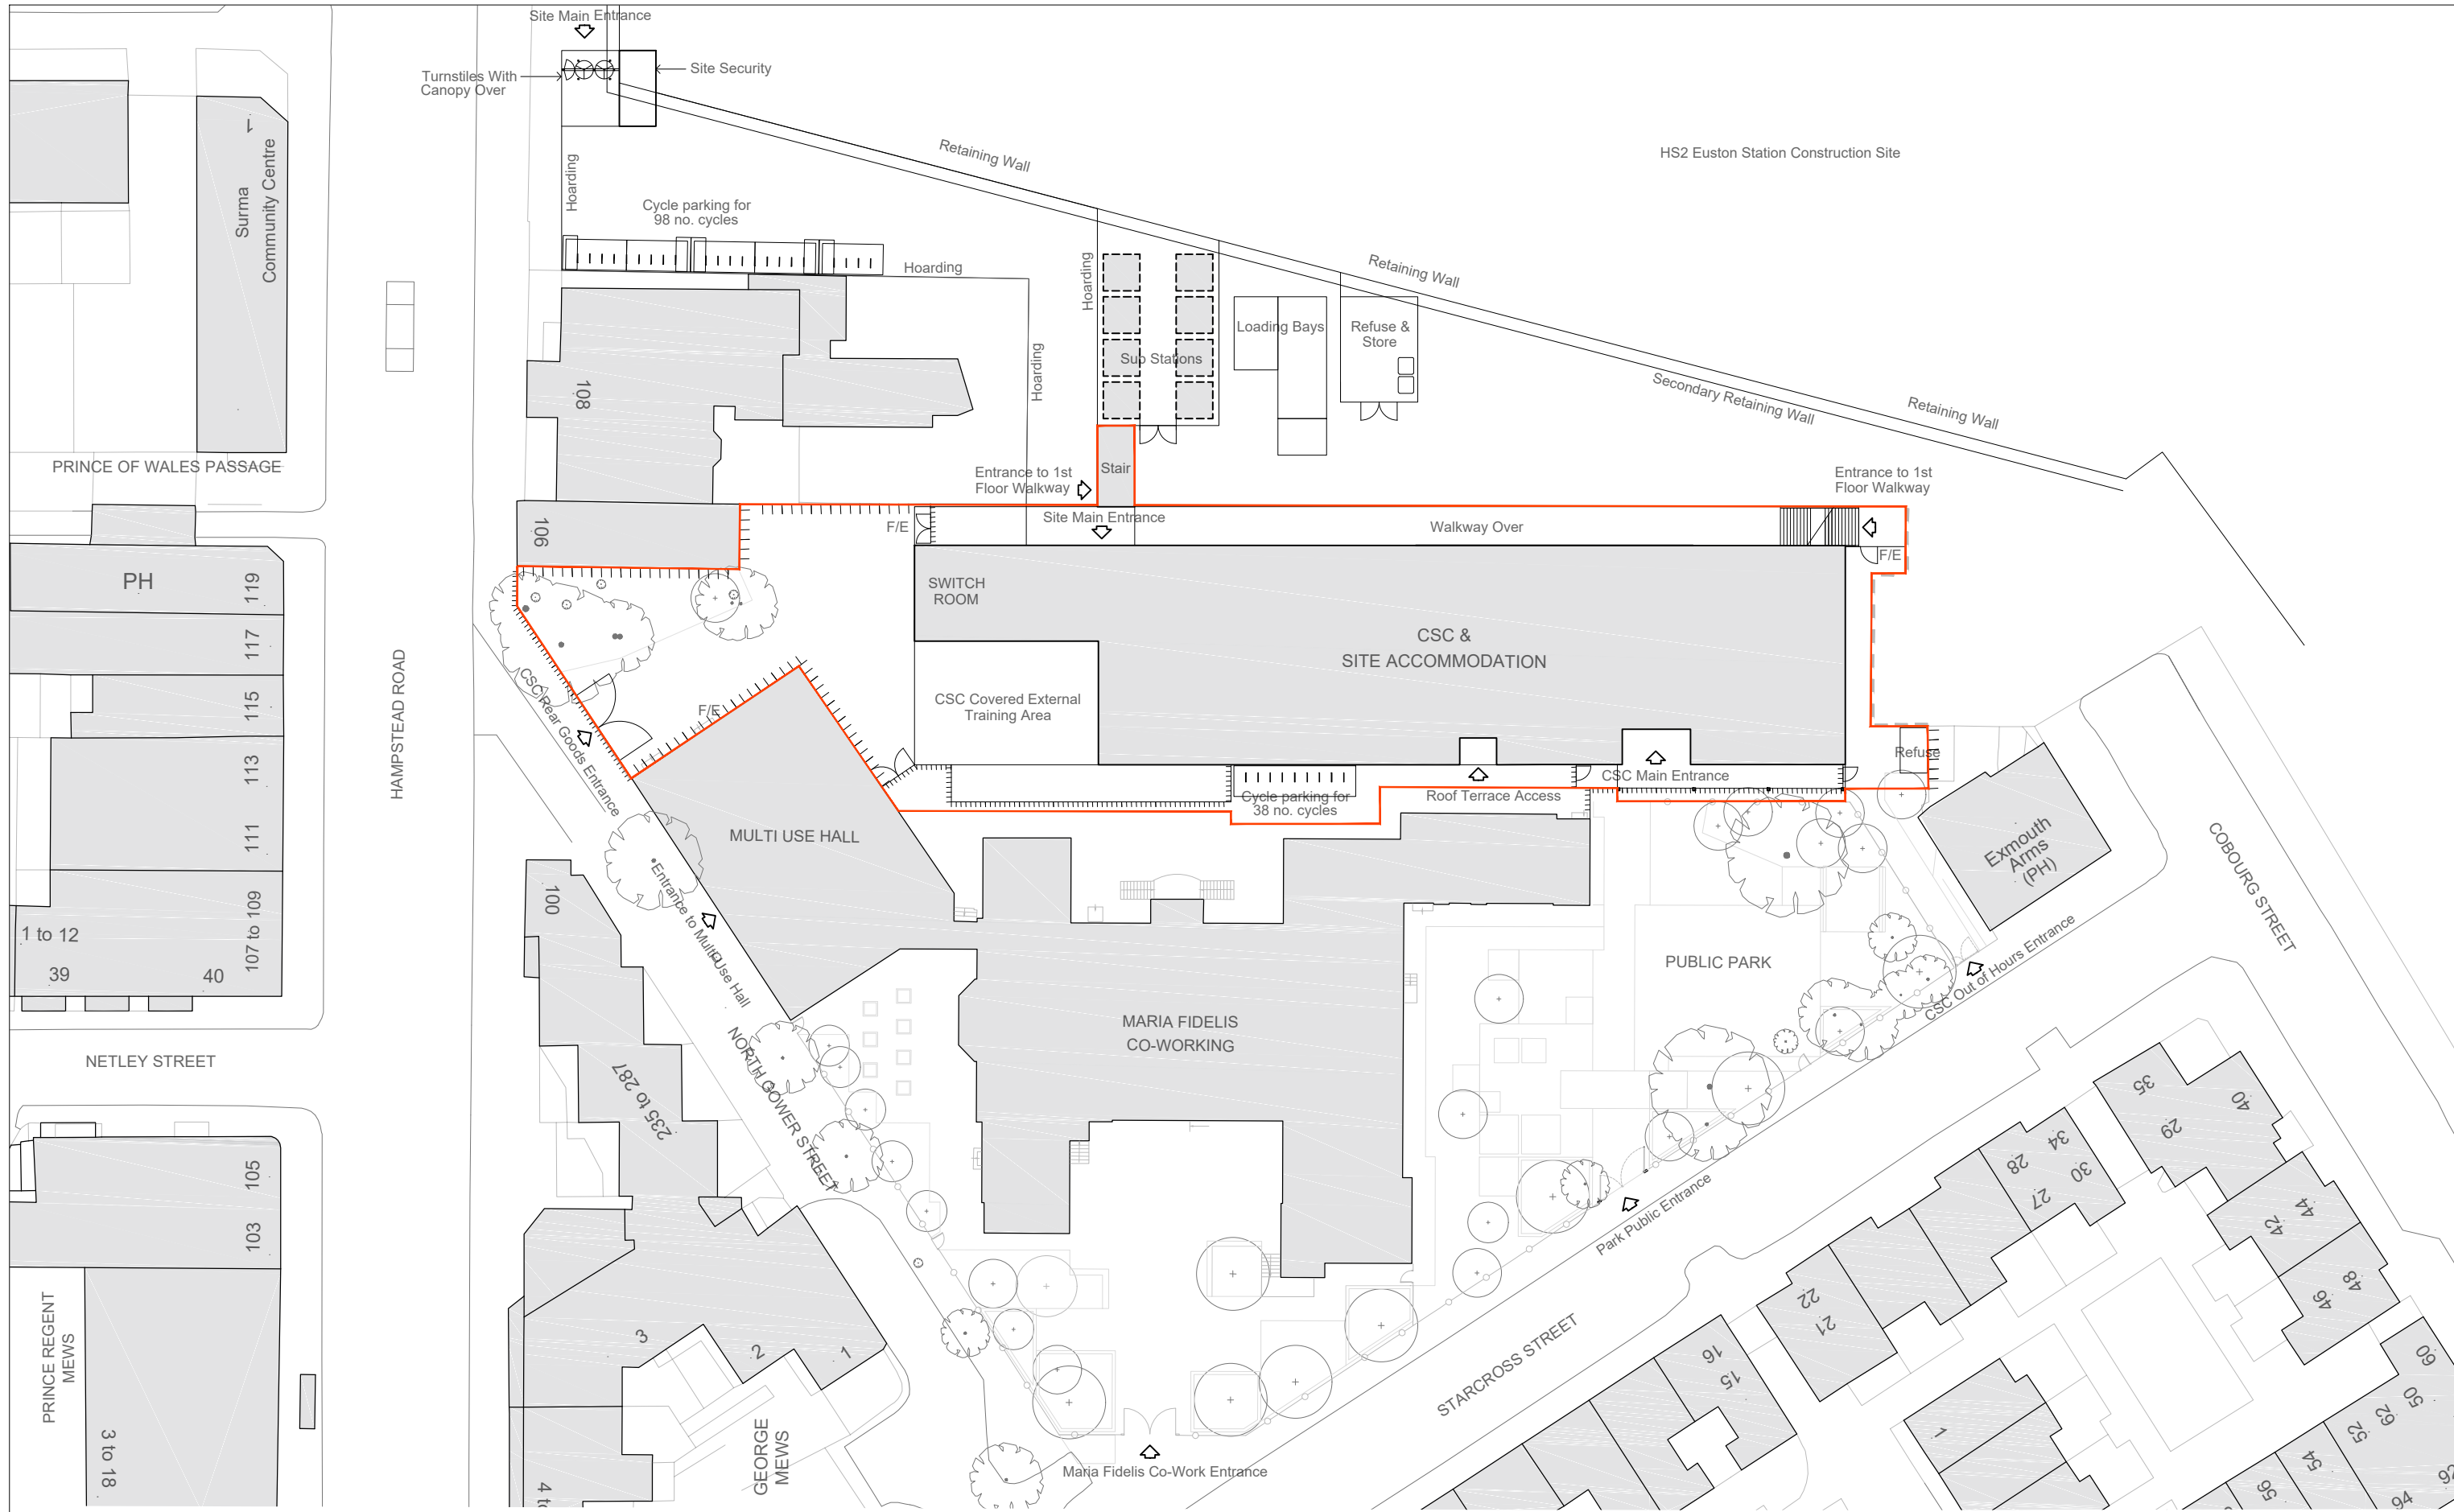 Site Main Entrance
Turnstiles With
Canopy Over
Site Security
Retaining Wall
HS2 Euston Station Construction Site
Hoarding
Cycle parking for
98 no. cycles
Hoarding
Hoarding
Hoarding
Retaining Wall
Loading Bays
Refuse &
Store
Sub Stations
Secondary Retaining Wall
Retaining Wall
1
Surma
Community Centre
108
PRINCE OF WALES PASSAGE
Entrance to 1st
Floor Walkway
Stair
Entrance to 1st
Floor Walkway
Site Main Entrance
F/E
Walkway Over
F/E
106
PH
119
117
115
113
111
107 to 109
1 to 12
39
40
HAMPSTEAD ROAD
SWITCH
ROOM
CSC &
SITE ACCOMMODATION
CSC Covered External
Training Area
F/E
CSC Rear Goods Entrance
Refuse
CSC Main Entrance
Roof Terrace Access
Cycle parking for
38 no. cycles
MULTI USE HALL
Entrance to Multi Use Hall
100
Exmouth
Arms
(PH)
COBOURG STREET
PUBLIC PARK
CSC Out of Hours Entrance
MARIA FIDELIS
CO-WORKING
NORTH GOWER STREET
235 to 287
NETLEY STREET
105
103
PRINCE REGENT
MEWS
3 to 18
3
2
1
GEORGE
MEWS
4 to
Maria Fidelis Co-Work Entrance
Park Public Entrance
STARCROSS STREET
35
29
40
34
28
30
27
44
42
48
46
22
21
16
15
60
50
62
52
54
56
94
1